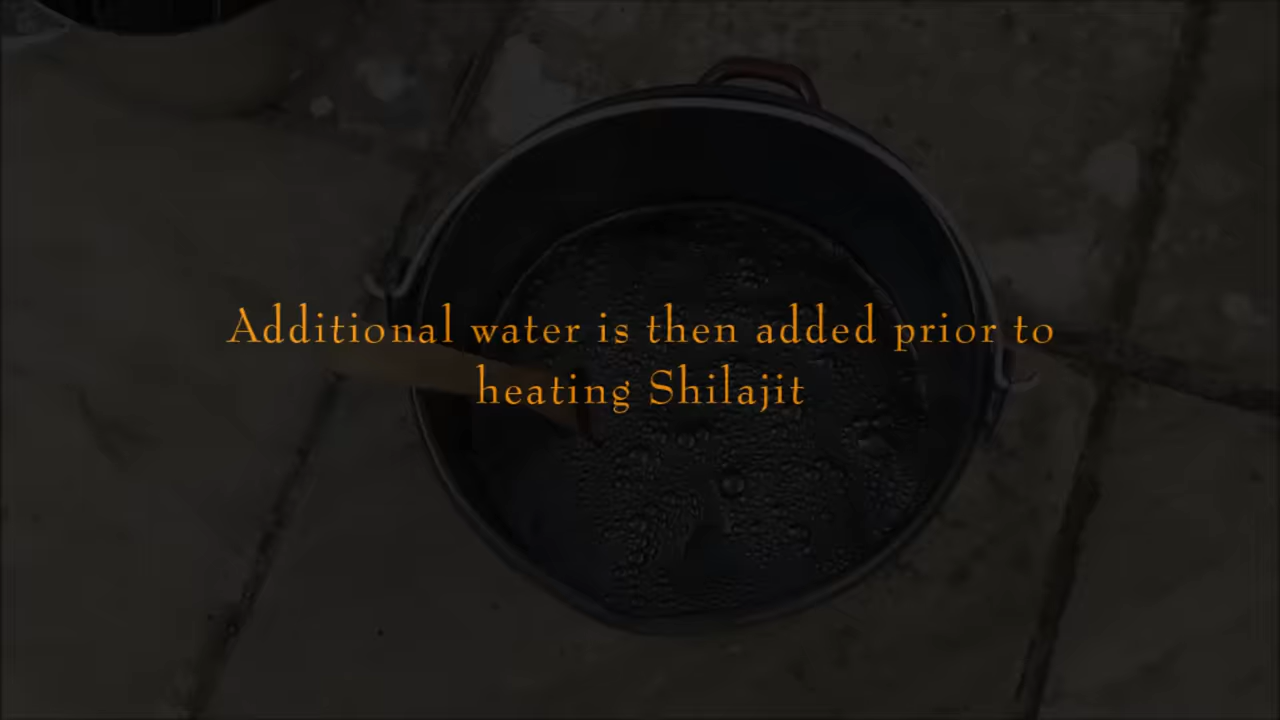 Additional water is then added prior to
heating Shilajit